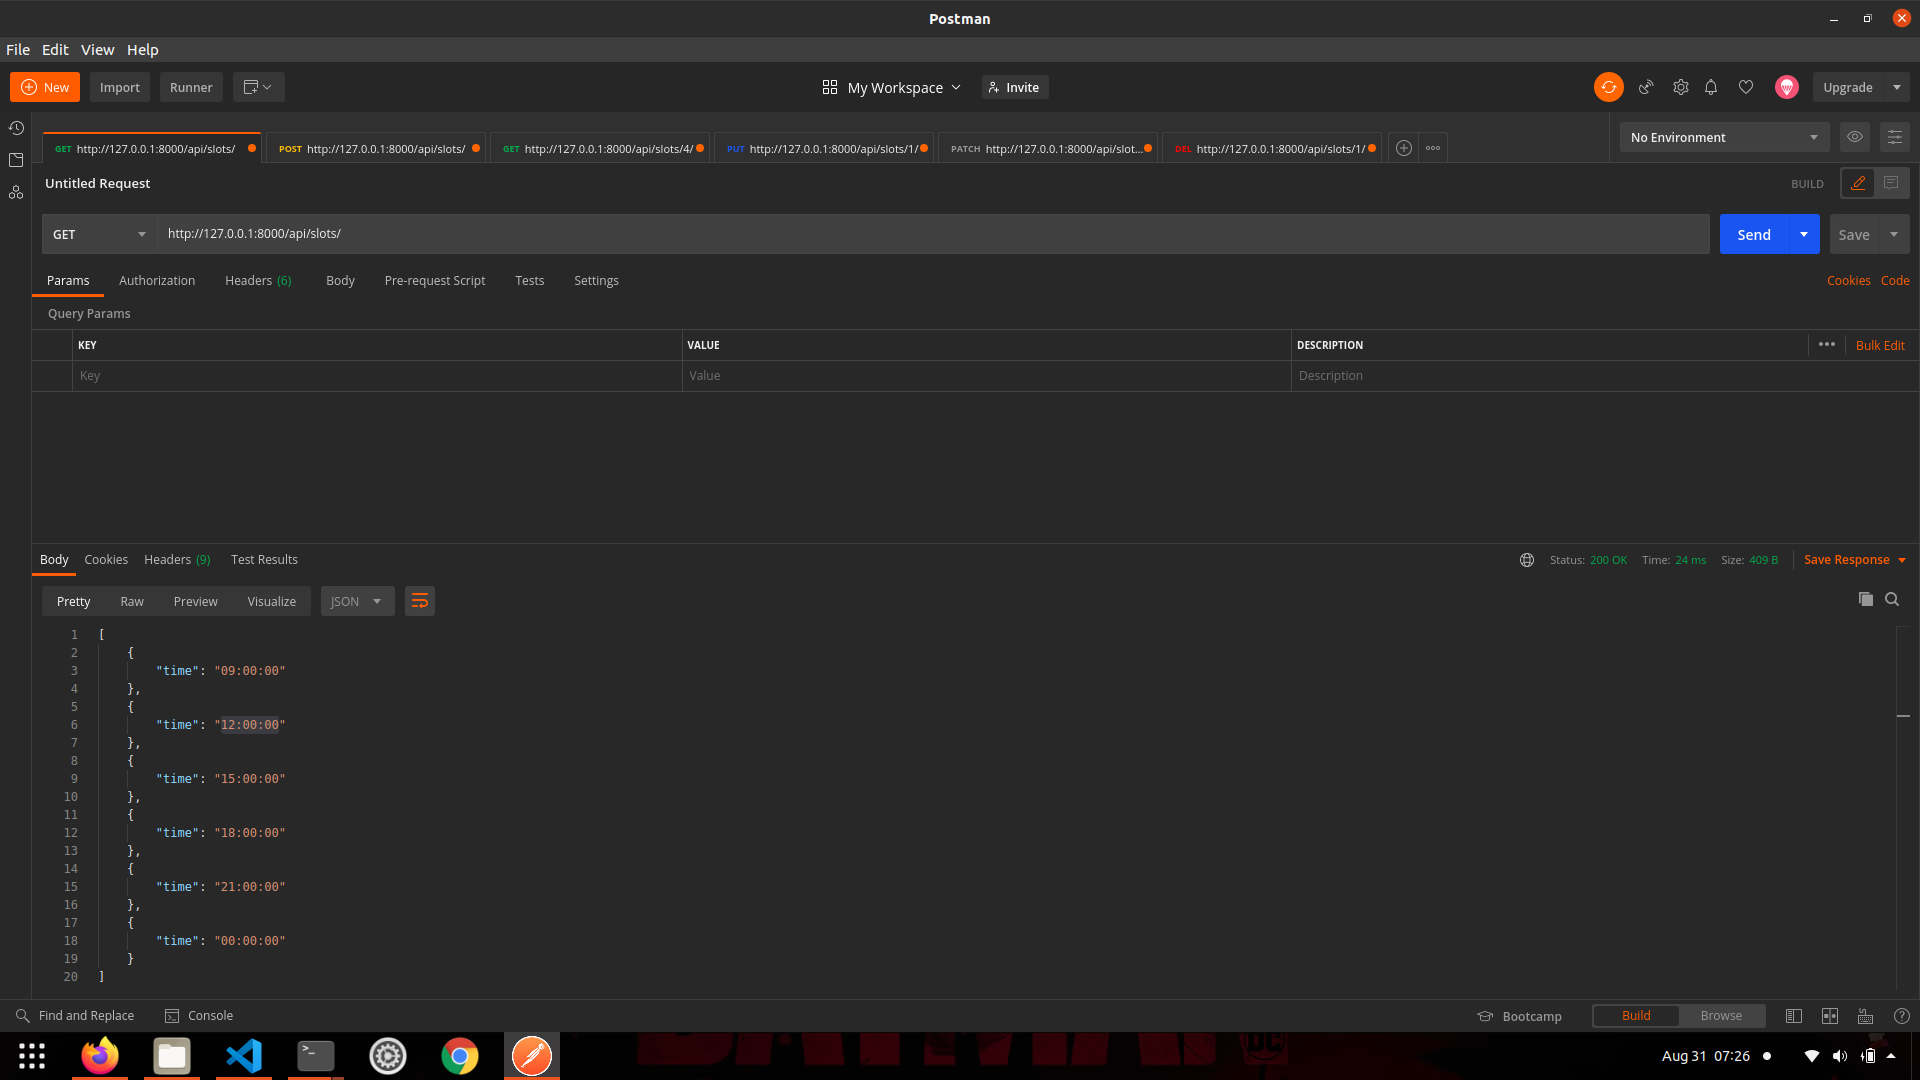 Postman
File Edit View Help
New Import Runner My Workspace Invite Upgrade
GET http://127.0.0.1:8000/api/slots/ POST http://127.0.0.1:8000/api/slots/ GET http://127.0.0.1:8000/api/slots/4/ PUT http://127.0.0.1:8000/api/slots/1/ PATCH http://127.0.0.1:8000/api/slot... DEL http://127.0.0.1:8000/api/slots/1/ No Environment
Untitled Request BUILD
GET http://127.0.0.1:8000/api/slots/ Send Save
Params Authorization Headers (6) Body Pre-request Script Tests Settings Cookies Code
Query Params
KEY VALUE DESCRIPTION Bulk Edit
Key Value Description
Body Cookies Headers (9) Test Results Status: 200 OK Time: 24 ms Size: 409 B Save Response
Pretty Raw Preview Visualize JSON
1 [
2 {
3 "time": "09:00:00"
4 },
5 {
6 "time": "12:00:00"
7 },
8 {
9 "time": "15:00:00"
10 },
11 {
12 "time": "18:00:00"
13 },
14 {
15 "time": "21:00:00"
16 },
17 {
18 "time": "00:00:00"
19 }
20 ]
Find and Replace Console Bootcamp Build Browse
DC Aug 31 07:26